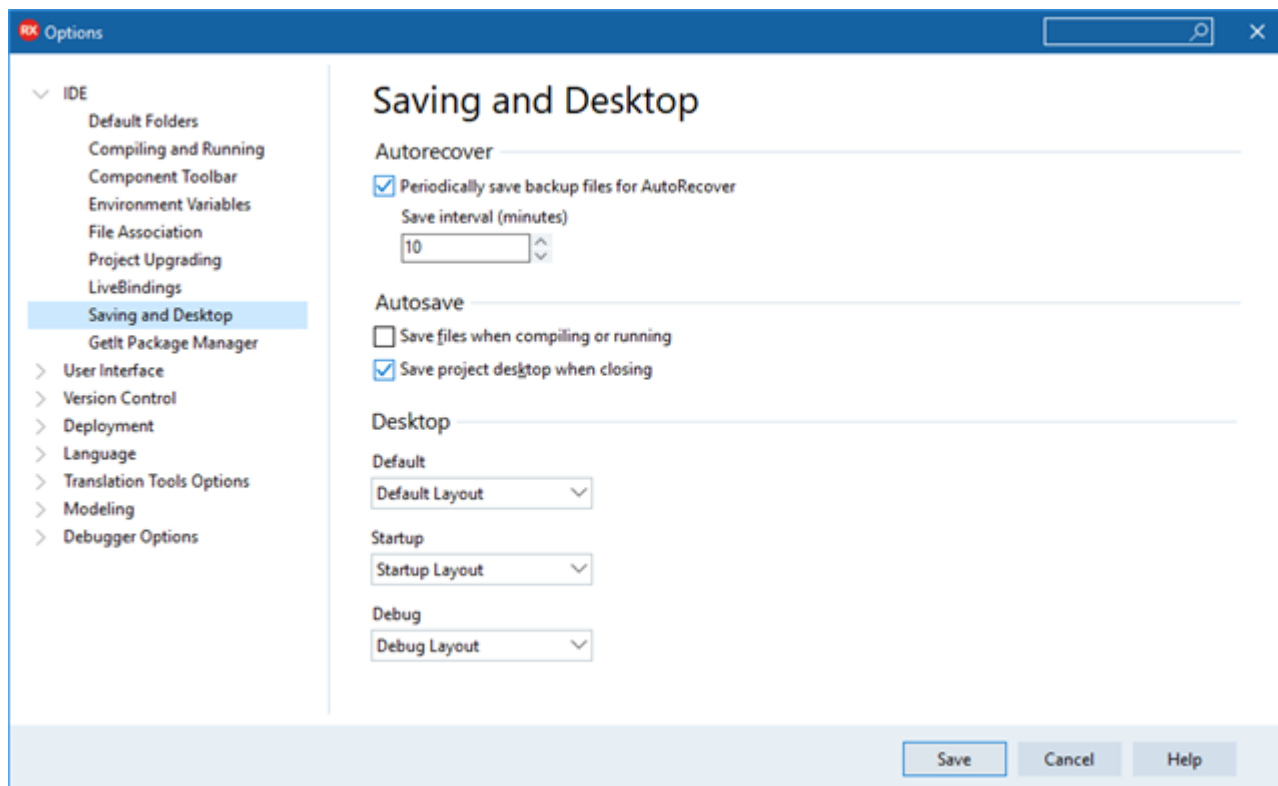 RX Options
IDE
Default Folders
Compiling and Running
Component Toolbar
Environment Variables
File Association
Project Upgrading
LiveBindings
Saving and Desktop
GetIt Package Manager
User Interface
Version Control
Deployment
Language
Translation Tools Options
Modeling
Debugger Options
Saving and Desktop
Autorecover
Periodically save backup files for AutoRecover
Save interval (minutes)
10
Autosave
Save files when compiling or running
Save project desktop when closing
Desktop
Default
Default Layout
Startup
Startup Layout
Debug
Debug Layout
Save Cancel Help